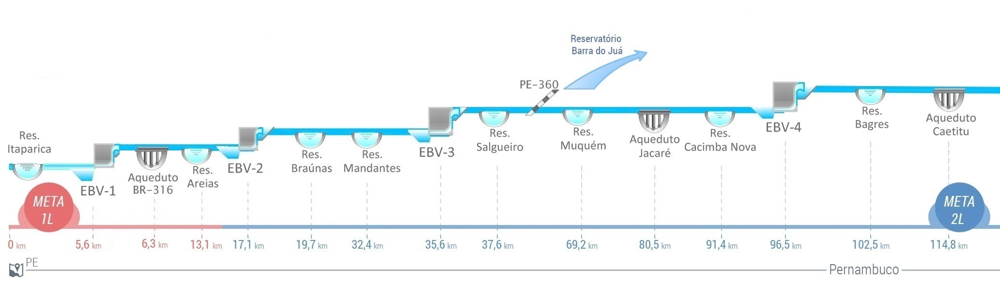 Reservatório
Barra do Juá
PE-360
Res.
Itaparica
EBV-1
Aqueduto
BR-316
Res.
Areias
EBV-2
Res.
Braúnas
Res.
Mandantes
EBV-3
Res.
Salgueiro
Res.
Muquém
Aqueduto
Jacaré
Res.
Cacimba Nova
EBV-4
Res.
Bagres
Aqueduto
Caetitu
META
1L
META
2L
0 km
5,6 km
6,3 km
13,1 km
17,1 km
19,7 km
32,4 km
35,6 km
37,6 km
69,2 km
80,5 km
91,4 km
96,5 km
102,5 km
114,8 km
PE
Pernambuco